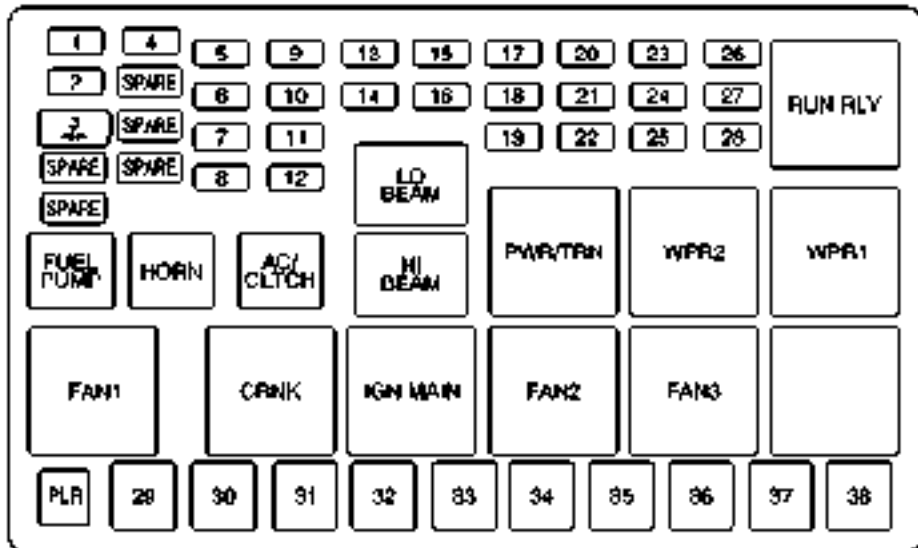 1 4
5 9 13 15 17 20 23 26
2 SPARE
6 10 14 16 18 21 24 27
RUN RLY
3
SPARE
7 11 19 22 25 28
SPARE SPARE
8 12
LO
BEAM
SPARE
FUEL
PUMP
HORN
AC/
CLTCH
HI
BEAM
PWR/TRN
WPR2
WPR1
FAN1
CRNK
IGN MAIN
FAN2
FAN3
PLR 29 30 31 32 33 34 35 36 37 38